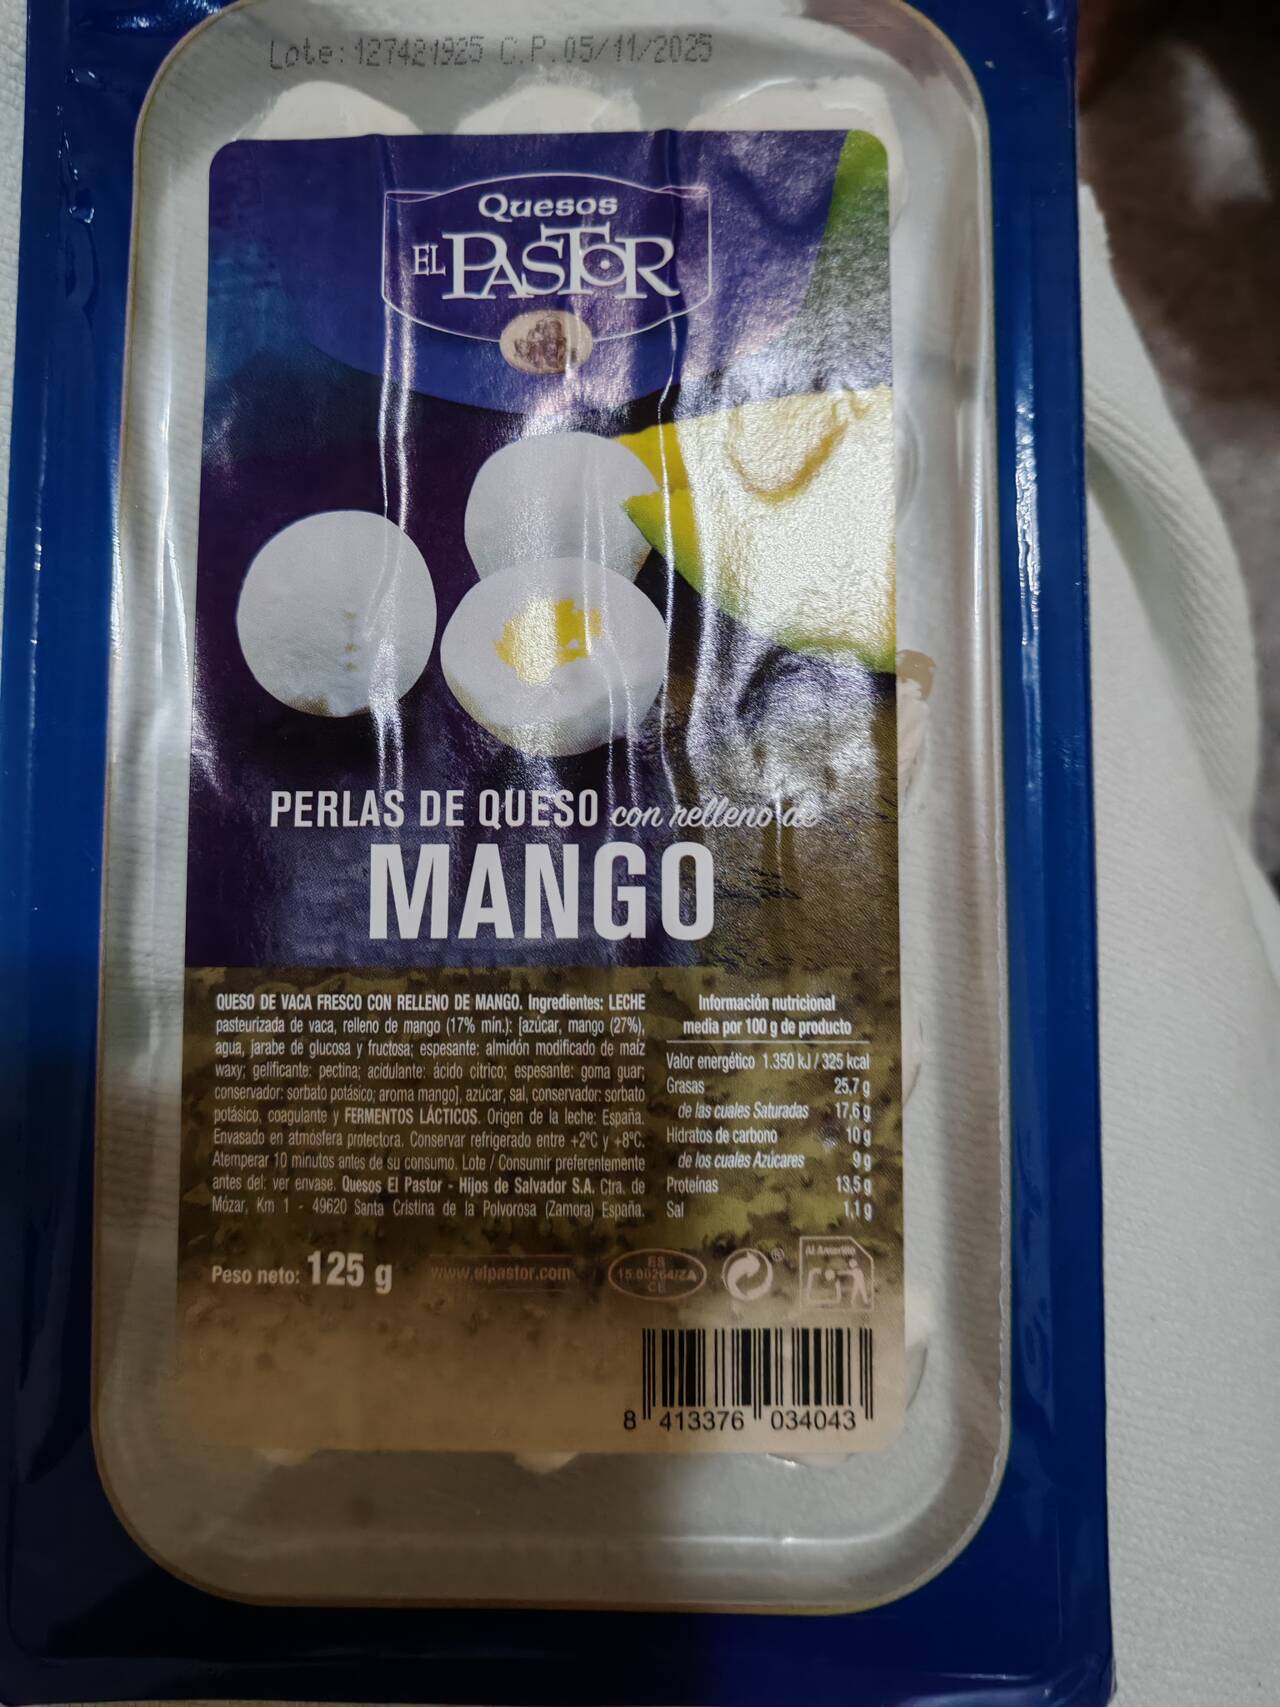 Lote: 127421925 C.P. 05/11/2025
Quesos
EL PASTOR
PERLAS DE QUESO con relleno de
MANGO
QUESO DE VACA FRESCO CON RELLENO DE MANGO. Ingredientes: LECHE
pasteurizada de vaca, relleno de mango (17% mín.): [azúcar, mango (27%),
agua, jarabe de glucosa y fructosa; espesante: almidón modificado de maíz
waxy; gelificante: pectina; acidulante: ácido cítrico; espesante: goma guar;
conservador: sorbato potásico; aroma mango], azúcar, sal, conservador: sorbato
potásico, coagulante y FERMENTOS LÁCTICOS. Origen de la leche: España.
Envasado en atmósfera protectora. Conservar refrigerado entre +2ºC y +8ºC.
Atemperar 10 minutos antes de su consumo. Lote / Consumir preferentemente
antes del: ver envase. Quesos El Pastor - Hijos de Salvador S.A. Ctra. de
Mózar, Km 1 - 49620 Santa Cristina de la Polvorosa (Zamora) España.
Información nutricional
media por 100 g de producto
Valor energético 1.350 kJ / 325 kcal
Grasas 25,7 g
de las cuales Saturadas 17,6 g
Hidratos de carbono 10 g
de los cuales Azúcares 9 g
Proteínas 13,5 g
Sal 1,1 g
Peso neto: 125 g
www.elpastor.com
ES
15.00264/ZA
CE
®
Al Amarillo
8 413376 034043